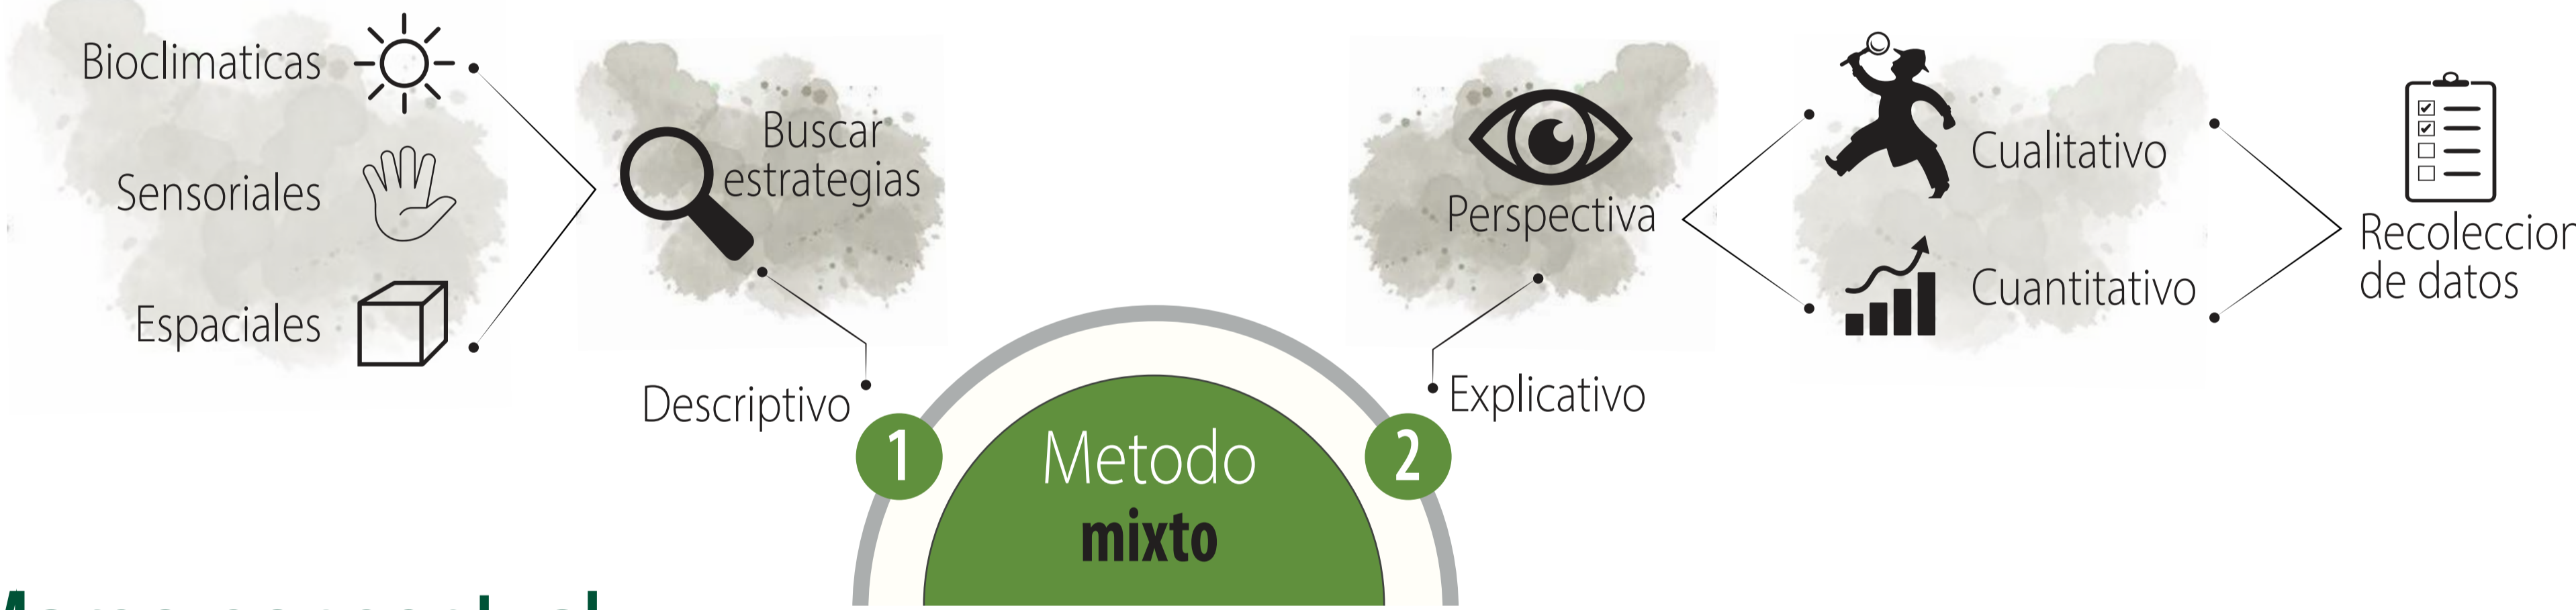 Bioclimaticas
Sensoriales
Espaciales
Buscar
estrategias
Descriptivo
1
Metodo
mixto
2
Explicativo
Perspectiva
Cualitativo
Cuantitativo
Recoleccion
de datos